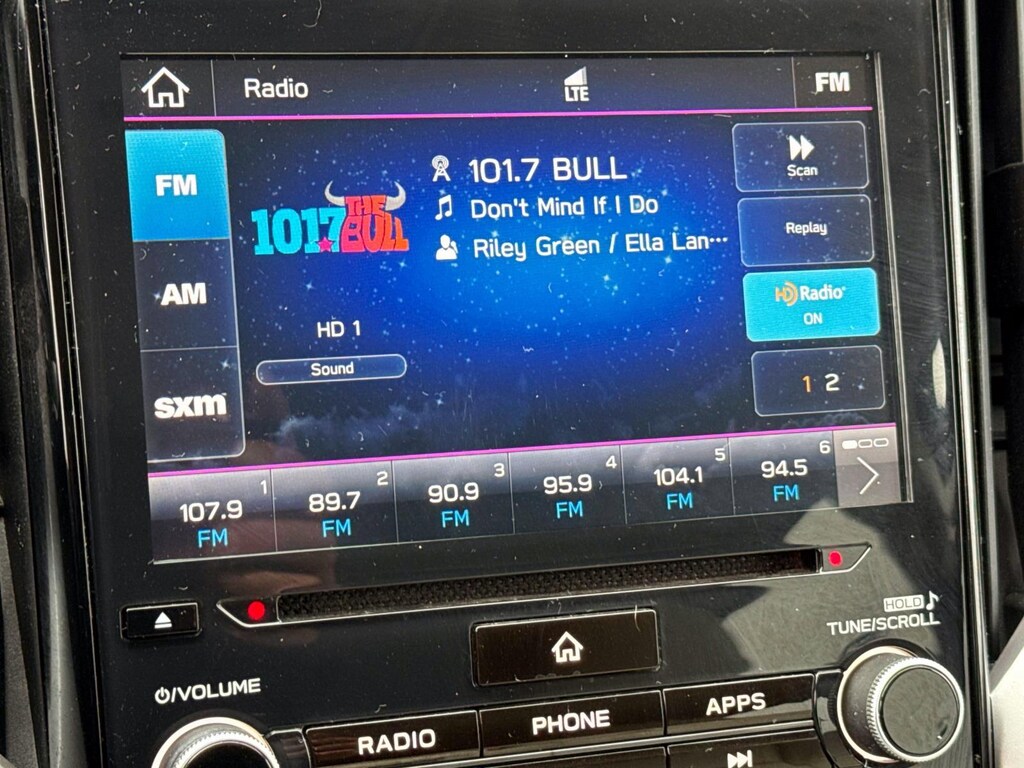 Radio
LTE
FM
FM
AM
sxm
1017 THE BULL
101.7 BULL
Don't Mind If I Do
Riley Green / Ella Lan···
HD 1
Sound
Scan
Replay
HD Radio
ON
1 2
1
107.9
FM
2
89.7
FM
3
90.9
FM
4
95.9
FM
5
104.1
FM
6
94.5
FM
HOLD
TUNE/SCROLL
/VOLUME
RADIO
PHONE
APPS